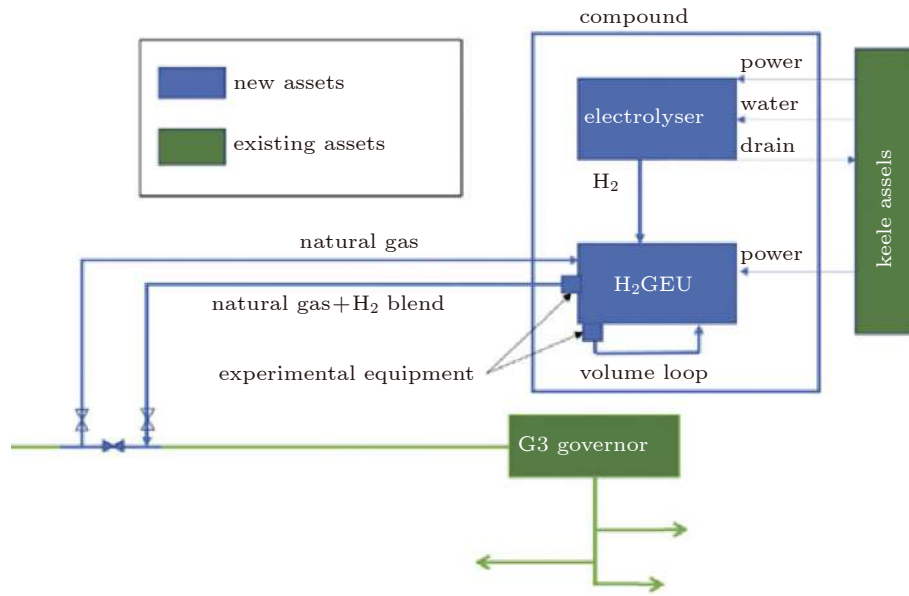 compound
new assets
existing assets
power
electrolyser
water
drain
H₂
keele assels
natural gas
power
H₂GEU
natural gas+H₂ blend
experimental equipment
volume loop
G3 governor